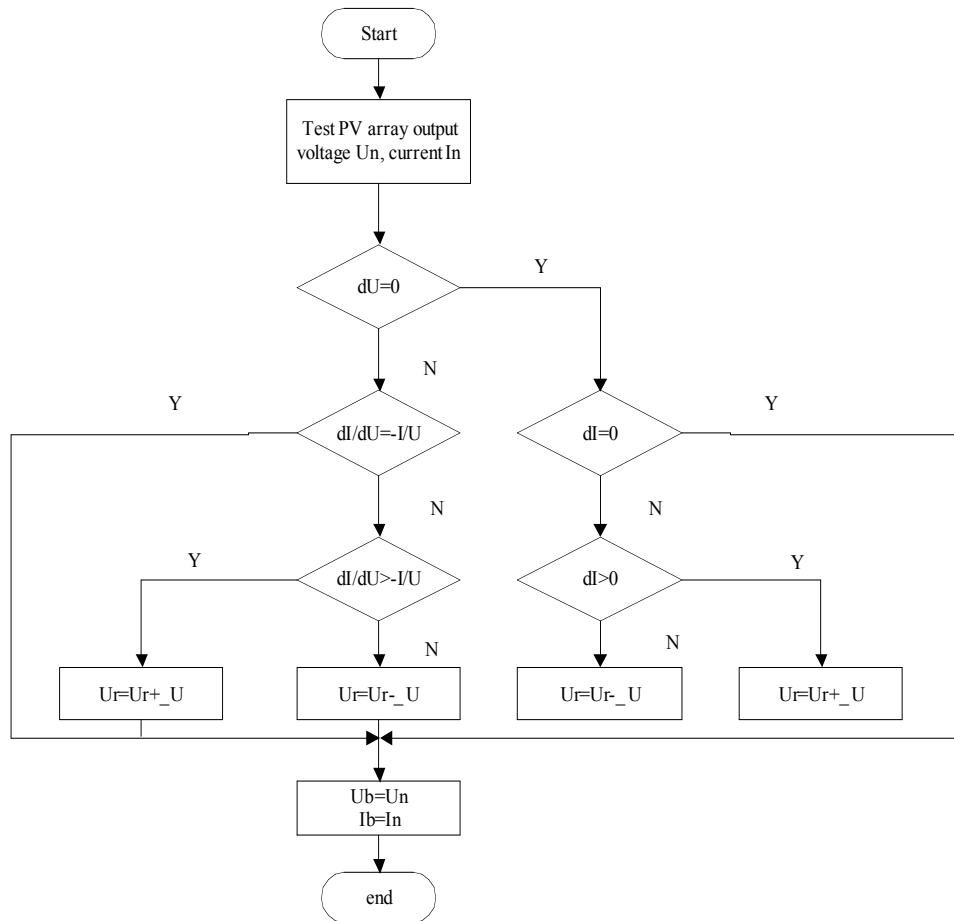 Start
Test PV array output
voltage Un, current In
dU=0
Y
N
Y
dI/dU=-I/U
dI=0
Y
N
N
Y
dI/dU>-I/U
dI>0
Y
N
N
Ur=Ur+_U
Ur=Ur-_U
Ur=Ur-_U
Ur=Ur+_U
Ub=Un
Ib=In
end